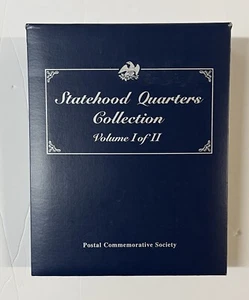 Statehood Quarters
Collection
Volume I of II
Postal Commemorative Society